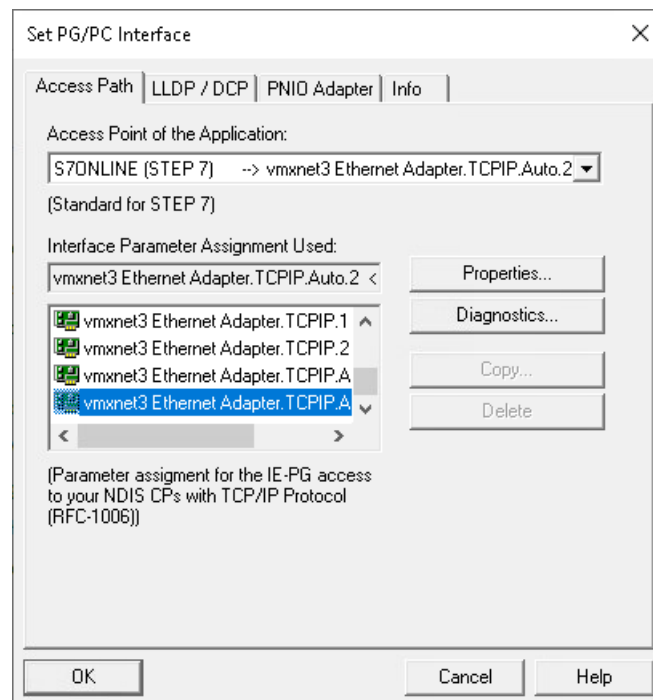 Set PG/PC Interface
Access Path LLDP / DCP PNIO Adapter Info
Access Point of the Application:
S7ONLINE (STEP 7) --> vmxnet3 Ethernet Adapter.TCPIP.Auto.2
(Standard for STEP 7)
Interface Parameter Assignment Used:
vmxnet3 Ethernet Adapter.TCPIP.Auto.2 <
Properties...
vmxnet3 Ethernet Adapter.TCPIP.1
Diagnostics...
vmxnet3 Ethernet Adapter.TCPIP.2
vmxnet3 Ethernet Adapter.TCPIP.A
Copy...
vmxnet3 Ethernet Adapter.TCPIP.A
Delete
(Parameter assigment for the IE-PG access
to your NDIS CPs with TCP/IP Protocol
(RFC-1006))
OK Cancel Help